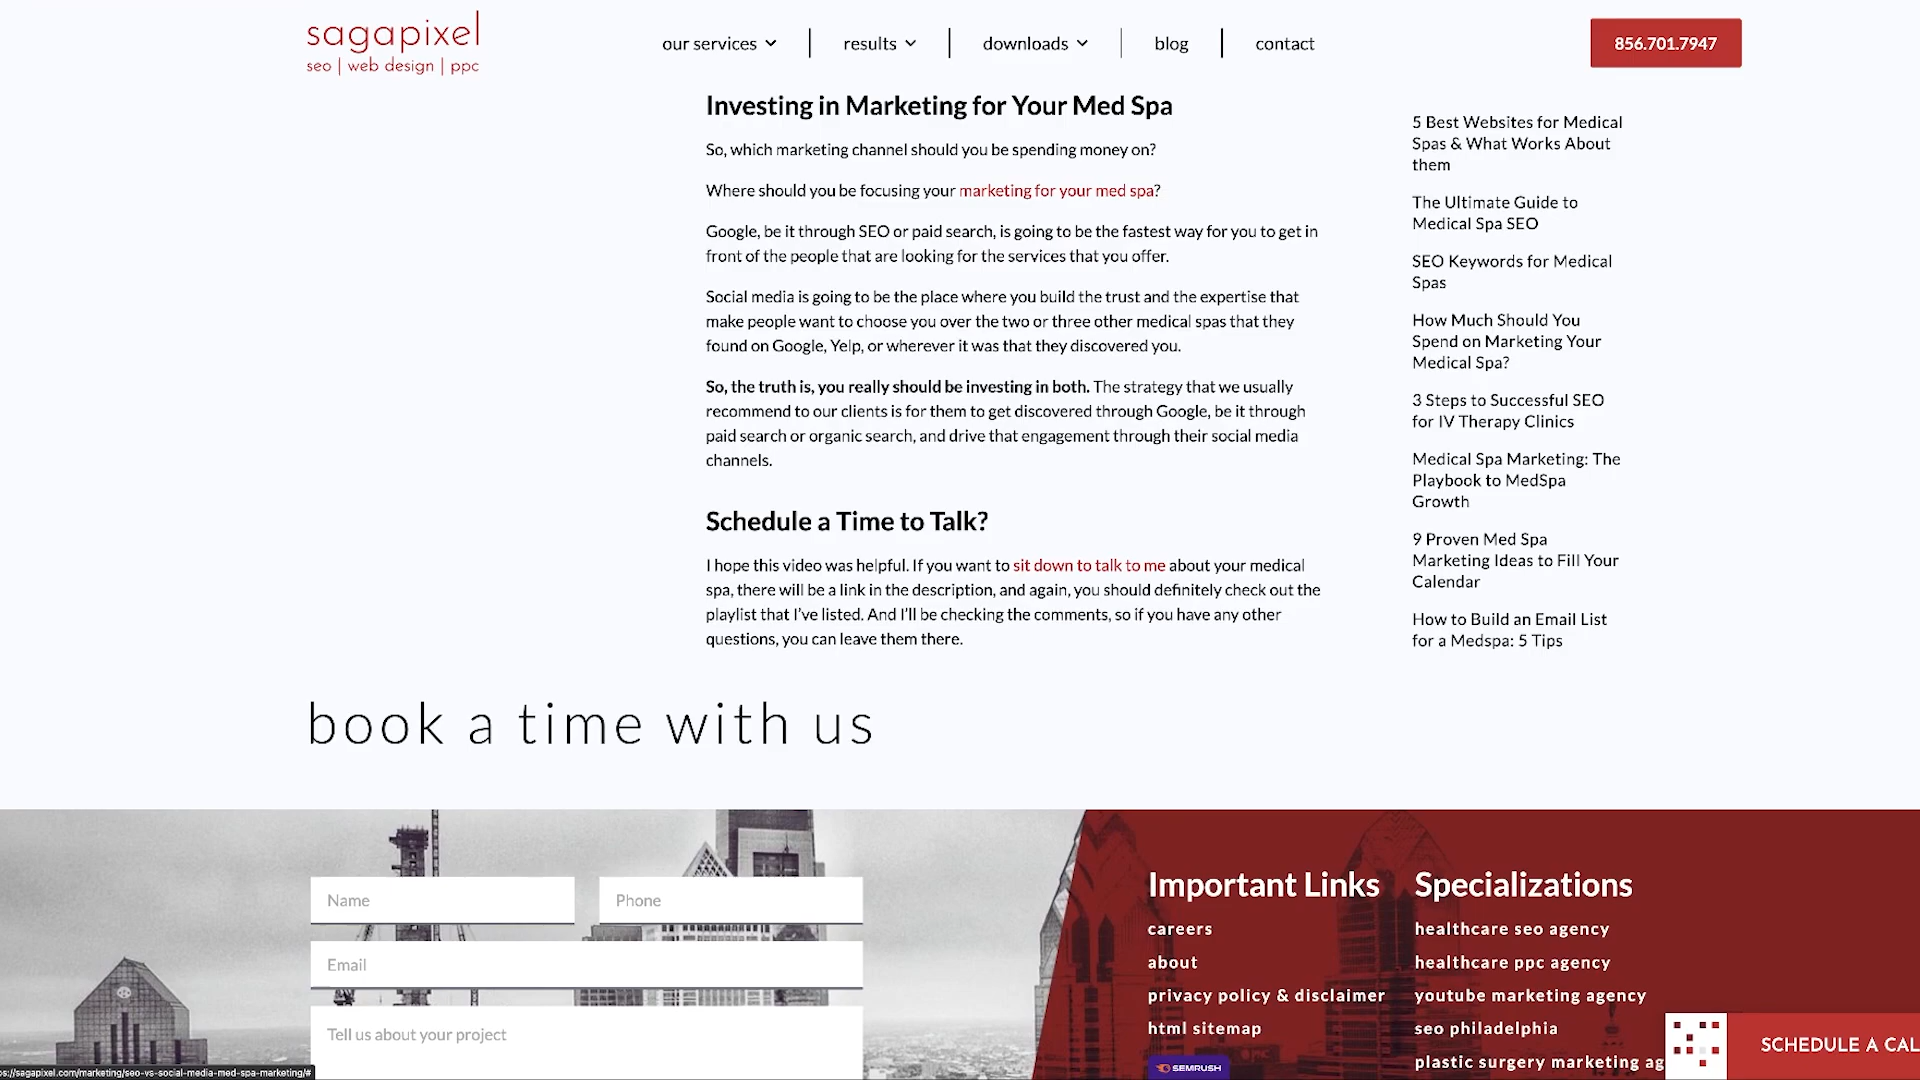 sagapixel
seo | web design | ppc
our services
results
downloads
blog
contact
856.701.7947
Investing in Marketing for Your Med Spa
So, which marketing channel should you be spending money on?
Where should you be focusing your marketing for your med spa?
Google, be it through SEO or paid search, is going to be the fastest way for you to get in
front of the people that are looking for the services that you offer.
Social media is going to be the place where you build the trust and the expertise that
make people want to choose you over the two or three other medical spas that they
found on Google, Yelp, or wherever it was that they discovered you.
So, the truth is, you really should be investing in both. The strategy that we usually
recommend to our clients is for them to get discovered through Google, be it through
paid search or organic search, and drive that engagement through their social media
channels.
Schedule a Time to Talk?
I hope this video was helpful. If you want to sit down to talk to me about your medical
spa, there will be a link in the description, and again, you should definitely check out the
playlist that I've listed. And I'll be checking the comments, so if you have any other
questions, you can leave them there.
5 Best Websites for Medical
Spas & What Works About
them
The Ultimate Guide to
Medical Spa SEO
SEO Keywords for Medical
Spas
How Much Should You
Spend on Marketing Your
Medical Spa?
3 Steps to Successful SEO
for IV Therapy Clinics
Medical Spa Marketing: The
Playbook to MedSpa
Growth
9 Proven Med Spa
Marketing Ideas to Fill Your
Calendar
How to Build an Email List
for a Medspa: 5 Tips
book a time with us
Name
Phone
Email
Tell us about your project
Important Links
careers
about
privacy policy & disclaimer
html sitemap
SEMRUSH
Specializations
healthcare seo agency
healthcare ppc agency
youtube marketing agency
seo philadelphia
plastic surgery marketing ag
SCHEDULE A CAL
ps://sagapixel.com/marketing/seo-vs-social-media-med-spa-marketing/#